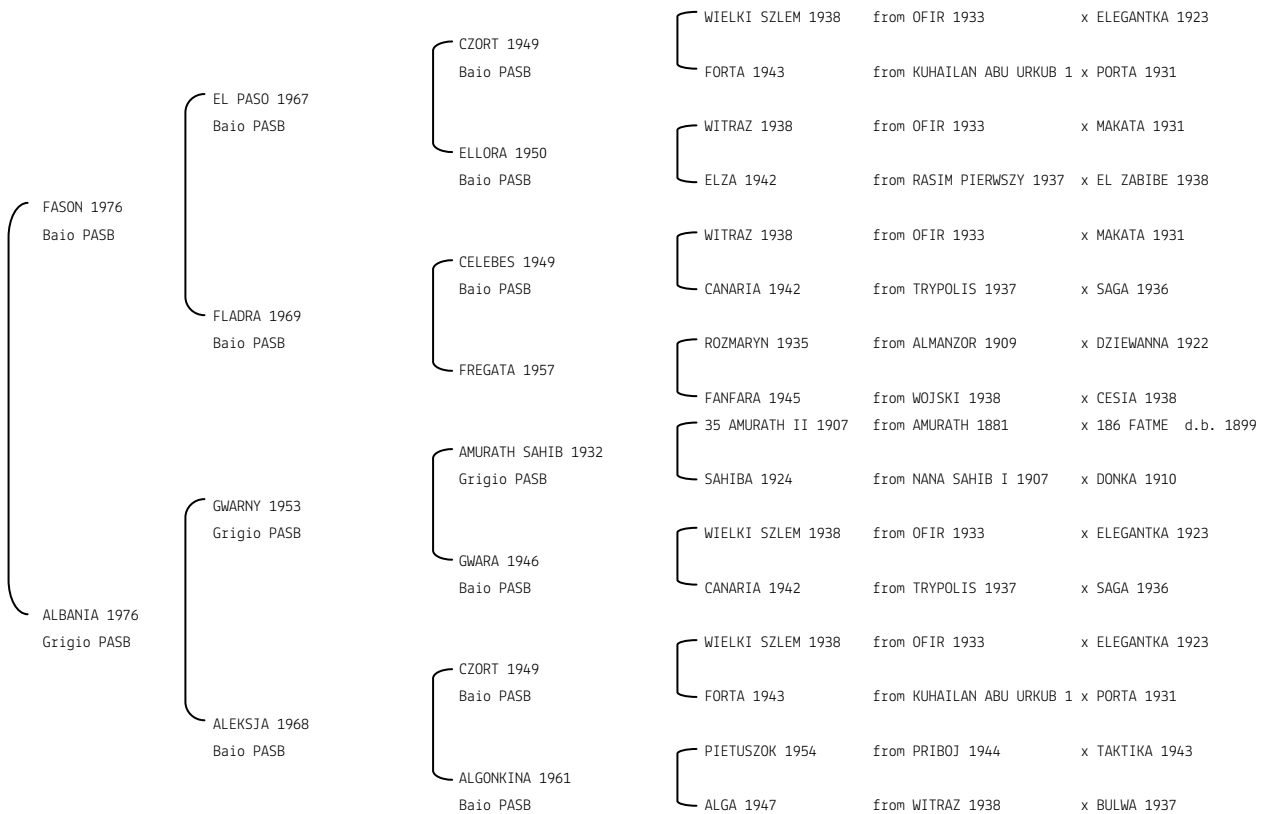 WIELKI SZLEM 1938 from OFIR 1933 x ELEGANTKA 1923
CZORT 1949
Baio PASB
FORTA 1943 from KUHAILAN ABU URKUB 1 x PORTA 1931
EL PASO 1967
Baio PASB
WITRAZ 1938 from OFIR 1933 x MAKATA 1931
ELLORA 1950
Baio PASB
ELZA 1942 from RASIM PIERWSZY 1937 x EL ZABIBE 1938
FASON 1976
Baio PASB
WITRAZ 1938 from OFIR 1933 x MAKATA 1931
CELEBES 1949
Baio PASB
CANARIA 1942 from TRYPOLIS 1937 x SAGA 1936
FLADRA 1969
Baio PASB
ROZMARYN 1935 from ALMANZOR 1909 x DZIEWANNA 1922
FREGATA 1957
FANFARA 1945 from WOJSKI 1938 x CESIA 1938
35 AMURATH II 1907 from AMURATH 1881 x 186 FATME d.b. 1899
AMURATH SAHIB 1932
Grigio PASB
SAHIBA 1924 from NANA SAHIB I 1907 x DONKA 1910
GWARNY 1953
Grigio PASB
WIELKI SZLEM 1938 from OFIR 1933 x ELEGANTKA 1923
GWARA 1946
Baio PASB
CANARIA 1942 from TRYPOLIS 1937 x SAGA 1936
ALBANIA 1976
Grigio PASB
WIELKI SZLEM 1938 from OFIR 1933 x ELEGANTKA 1923
CZORT 1949
Baio PASB
FORTA 1943 from KUHAILAN ABU URKUB 1 x PORTA 1931
ALEKSJA 1968
Baio PASB
PIETUSZOK 1954 from PRIBOJ 1944 x TAKTIKA 1943
ALGONKINA 1961
Baio PASB
ALGA 1947 from WITRAZ 1938 x BULWA 1937